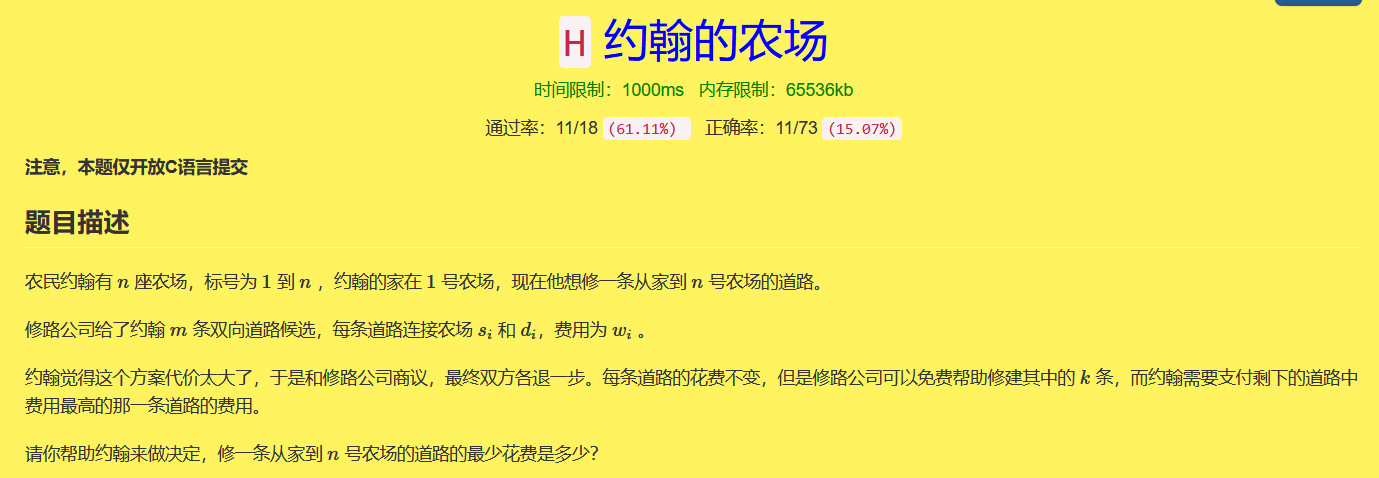 H 约翰的农场
时间限制：1000ms 内存限制：65536kb
通过率：11/18 (61.11%) 正确率：11/73 (15.07%)
注意，本题仅开放C语言提交
题目描述
农民约翰有 n 座农场，标号为 1 到 n ，约翰的家在 1 号农场，现在他想修一条从家到 n 号农场的道路。
修路公司给了约翰 m 条双向道路候选，每条道路连接农场 s_i 和 d_i，费用为 w_i 。
约翰觉得这个方案代价太大了，于是和修路公司商议，最终双方各退一步。每条道路的花费不变，但是修路公司可以免费帮助修建其中的 k 条，而约翰需要支付剩下的道路中
费用最高的那一条道路的费用。
请你帮助约翰来做决定，修一条从家到 n 号农场的道路的最少花费是多少？